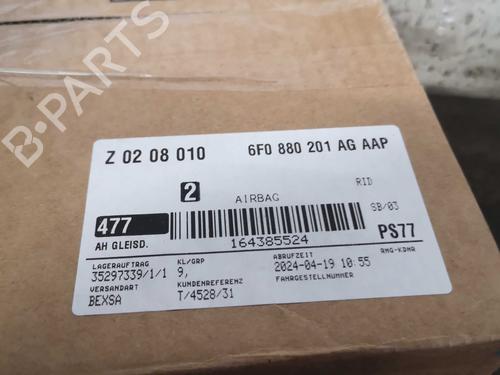 Z 02 08 010 6F0 880 201 AG AAP
2 AIRBAG RID
477 SB/03
AH GLEISD. 164385524 PS77
LAGERAUFTRAG KL/GRP ABRUFZEIT RMG-KDNR
35297339/1/1 9, 2024-04-19 10:55
VERSANDART KUNDENREFERENZ FAHRGESTELLNUMMER
BEXSA T/4528/31
B-PARTS